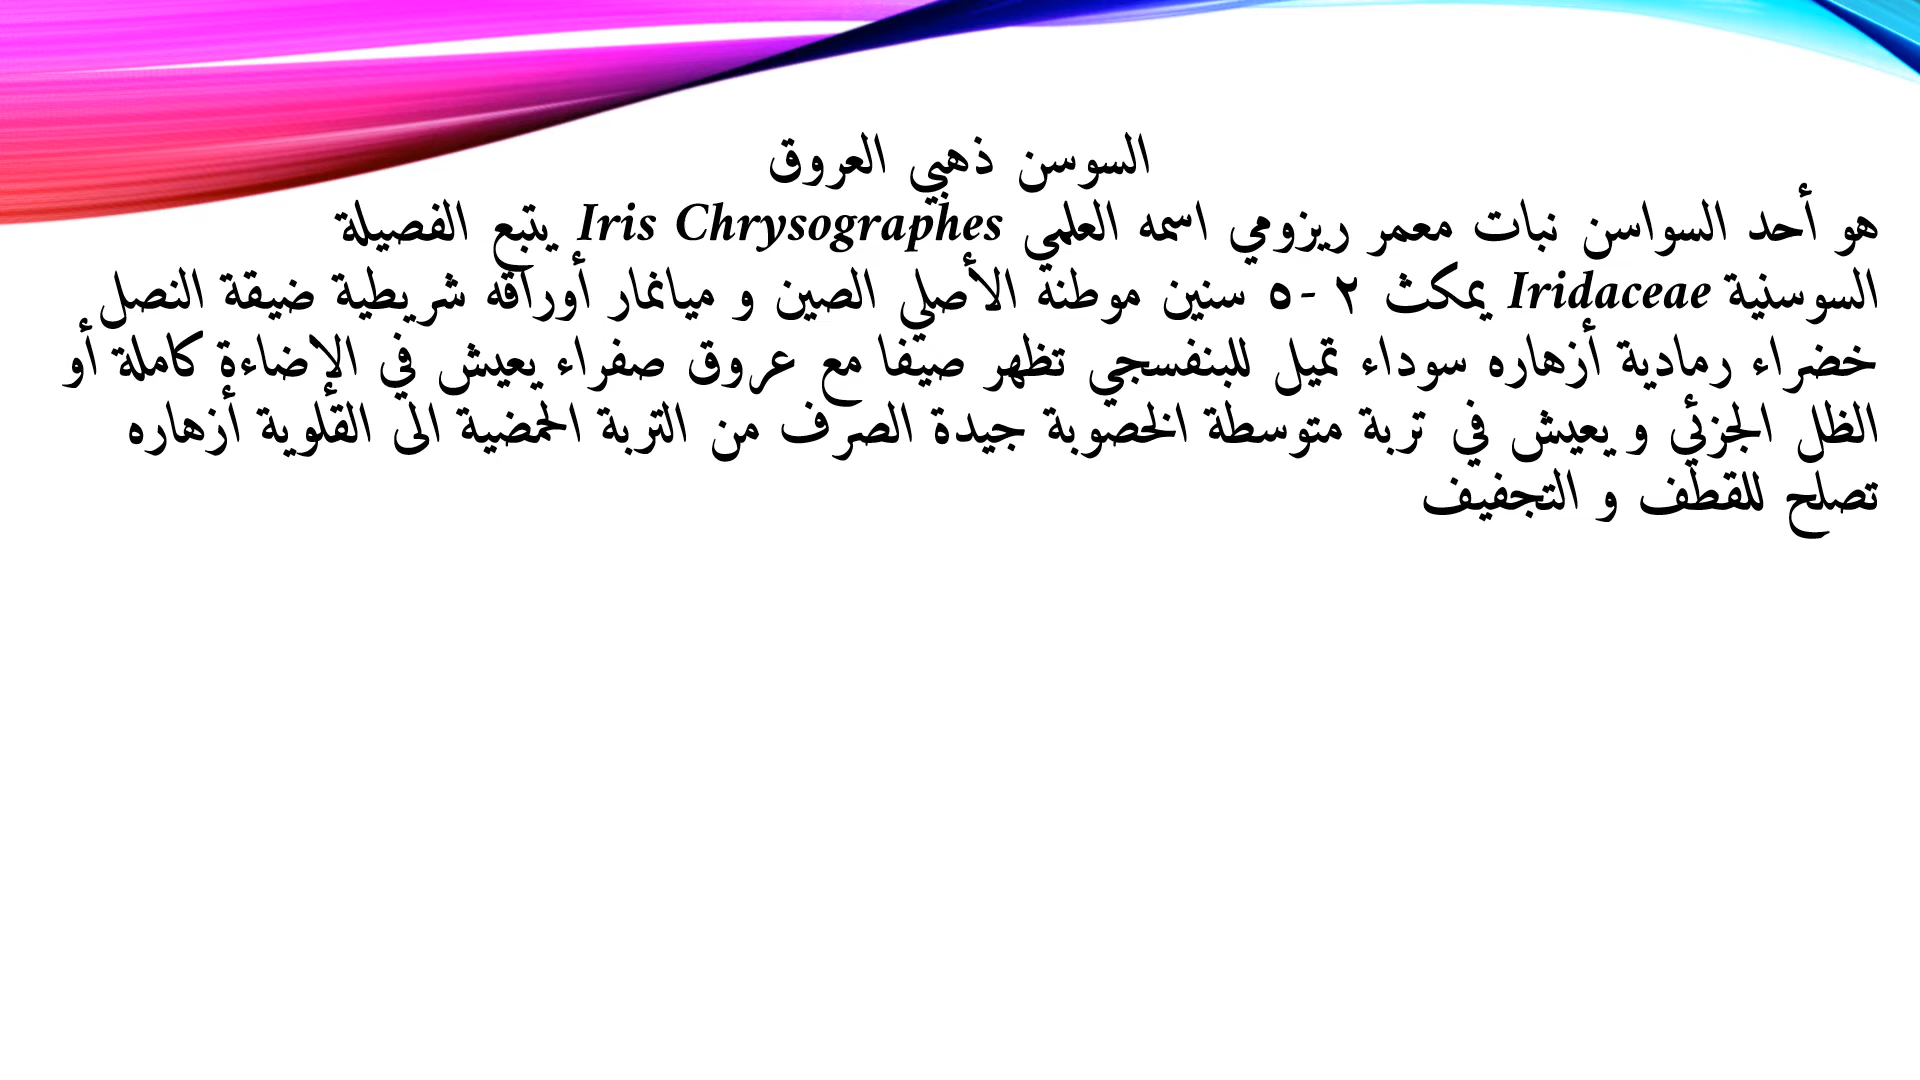 السوسن ذهبي العروق
هو أحد السواسن نبات معمر ريزومي اسمه العلمي Iris Chrysographes يتبع الفصيلة
السوسنية Iridaceae يمكث ٢ -٥ سنين موطنه الأصلي الصين و ميانمار أوراقه شريطية ضيقة النصل
خضراء رمادية أزهاره سوداء تميل للبنفسجي تظهر صيفا مع عروق صفراء يعيش في الإضاءة كاملة أو
الظل الجزئي و يعيش في تربة متوسطة الخصوبة جيدة الصرف من التربة الحمضية الى القلوية أزهاره
تصلح للقطف و التجفيف